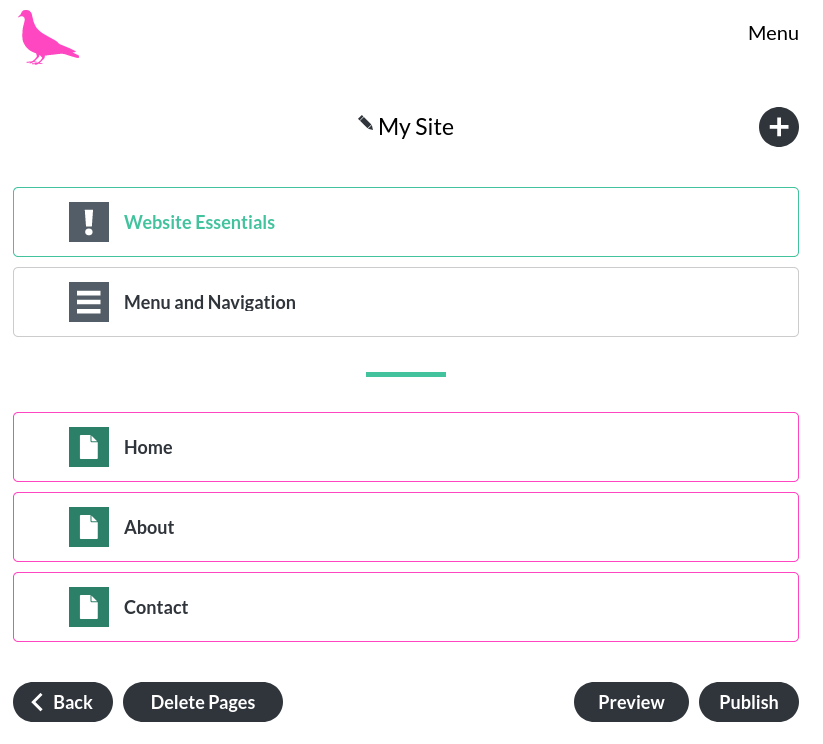 Menu
My Site
Website Essentials
Menu and Navigation
Home
About
Contact
Back
Delete Pages
Preview
Publish